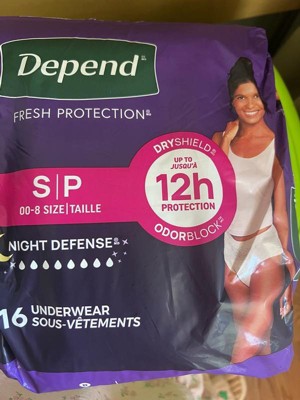 Depend®
FRESH PROTECTION
DRYSHIELD
UP TO
JUSQU'À
12h
PROTECTION
ODORBLOCK
S|P
00-8 SIZE|TAILLE
NIGHT DEFENSE
16 UNDERWEAR
SOUS-VÊTEMENTS